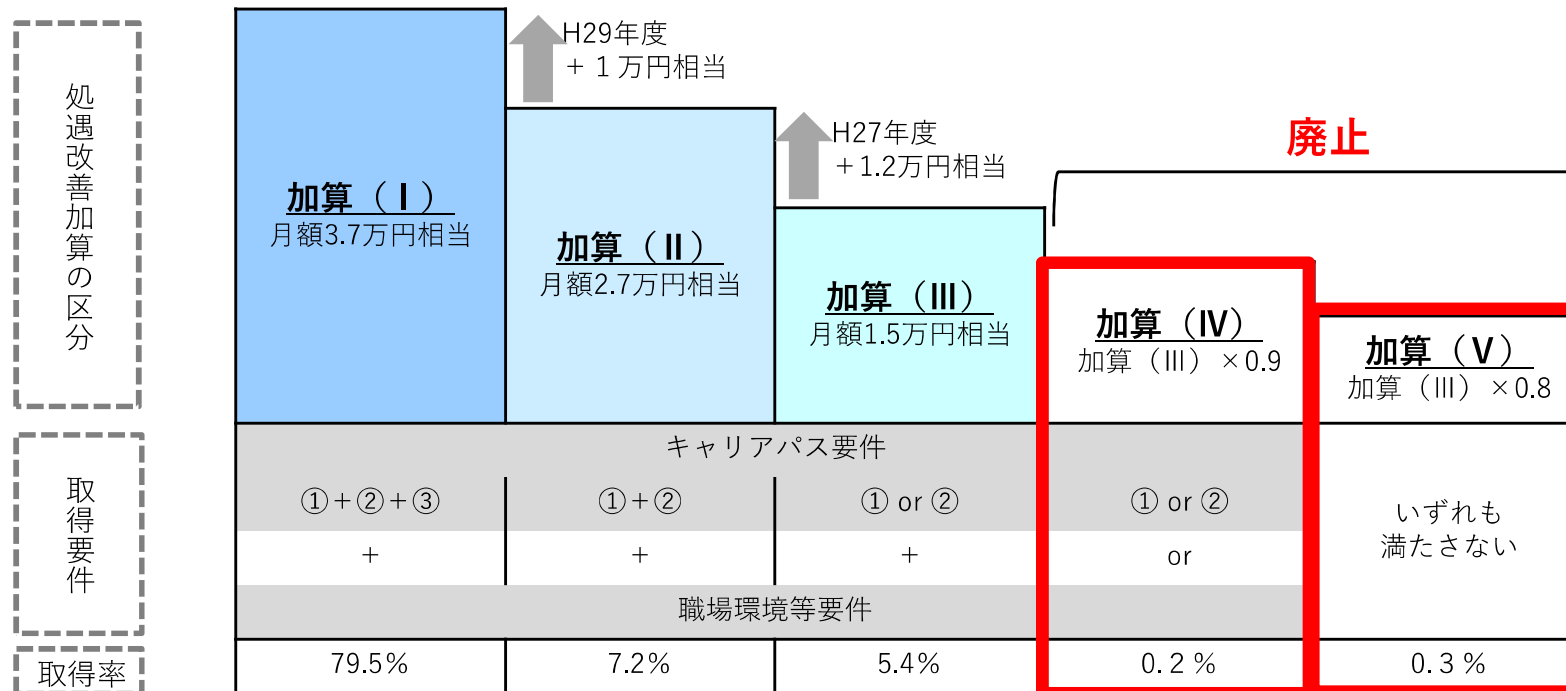 処遇改善加算の区分
H29年度
+ 1 万円相当
H27年度
+1.2万円相当
廃止
加算（Ⅰ）
月額3.7万円相当
加算（Ⅱ）
月額2.7万円相当
加算（Ⅲ）
月額1.5万円相当
加算（Ⅳ）
加算（Ⅲ）×0.9
加算（Ⅴ）
加算（Ⅲ）×0.8
取得要件
キャリアパス要件
①+②+③
①+②
① or ②
① or ②
いずれも
満たさない
+
+
+
or
職場環境等要件
取得率
79.5%
7.2%
5.4%
0.2 %
0.3 %